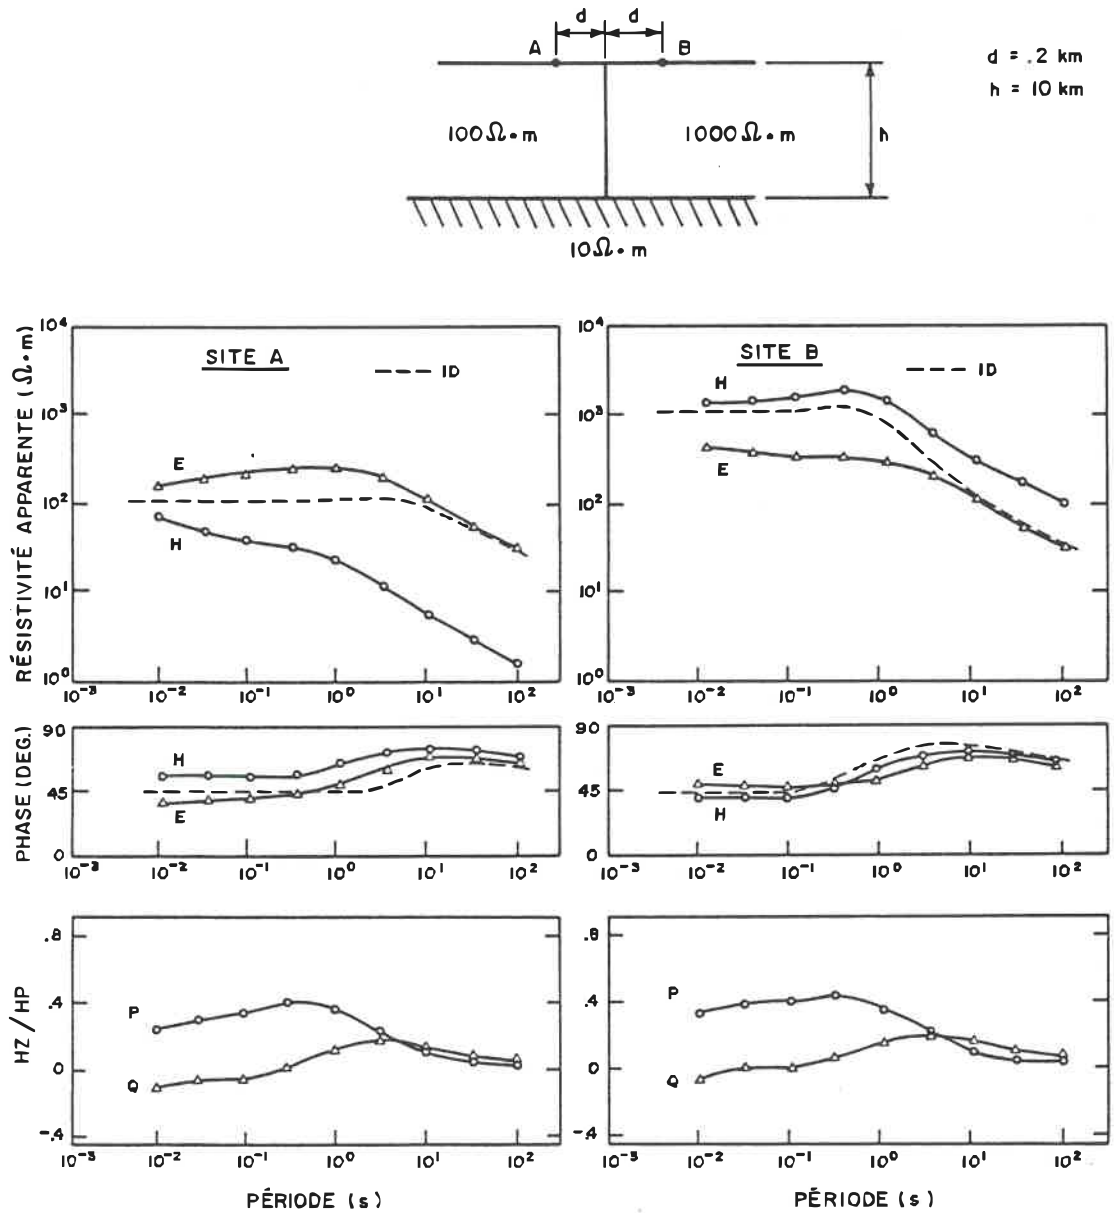 d d
A B
d = .2 km
h = 10 km
100Ω·m 1000Ω·m h
10Ω·m
RÉSISTIVITÉ APPARENTE (Ω·m)
10⁴
10³
10²
10¹
10⁰
SITE A
--- 1D
E
H
10⁻³ 10⁻² 10⁻¹ 10⁰ 10¹ 10²
10⁴
10³
10²
10¹
10⁰
SITE B
--- 1D
H
E
10⁻³ 10⁻² 10⁻¹ 10⁰ 10¹ 10²
PHASE (DEG.)
90
45
0
H
E
10⁻³ 10⁻² 10⁻¹ 10⁰ 10¹ 10²
90
45
0
E
H
10⁻³ 10⁻² 10⁻¹ 10⁰ 10¹ 10²
HZ/HP
.8
.4
0
-.4
P
Q
10⁻³ 10⁻² 10⁻¹ 10⁰ 10¹ 10²
PÉRIODE (s)
.8
.4
0
-.4
P
Q
10⁻³ 10⁻² 10⁻¹ 10⁰ 10¹ 10²
PÉRIODE (s)